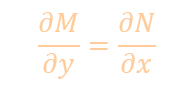 ∂M/∂y = ∂N/∂x